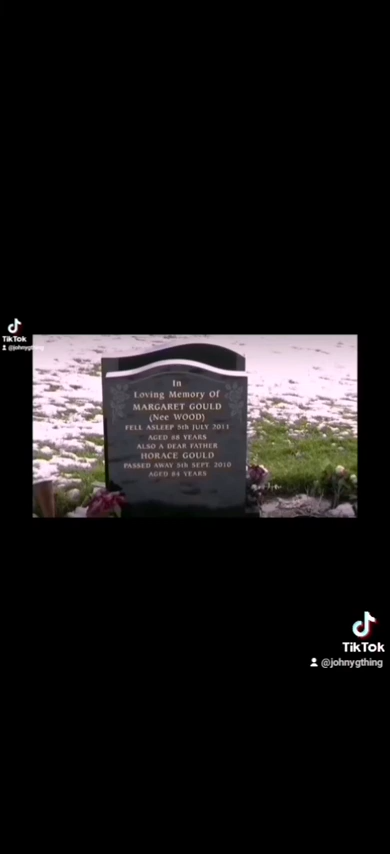 TikTok
@johnygthing
In
Loving Memory Of
MARGARET GOULD
(Nee WOOD)
FELL ASLEEP 5th JULY 2011
AGED 88 YEARS
ALSO A DEAR FATHER
HORACE GOULD
PASSED AWAY 5th SEPT 2010
AGED 84 YEARS
TikTok
@johnygthing